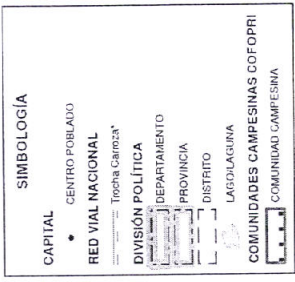 SIMBOLOGÍA
CAPITAL
CENTRO POBLADO
RED VIAL NACIONAL
Trocha Carroza*
DIVISIÓN POLÍTICA
DEPARTAMENTO
PROVINCIA
DISTRITO
LAGO/LAGUNA
COMUNIDADES CAMPESINAS COFOPRI
COMUNIDAD CAMPESINA